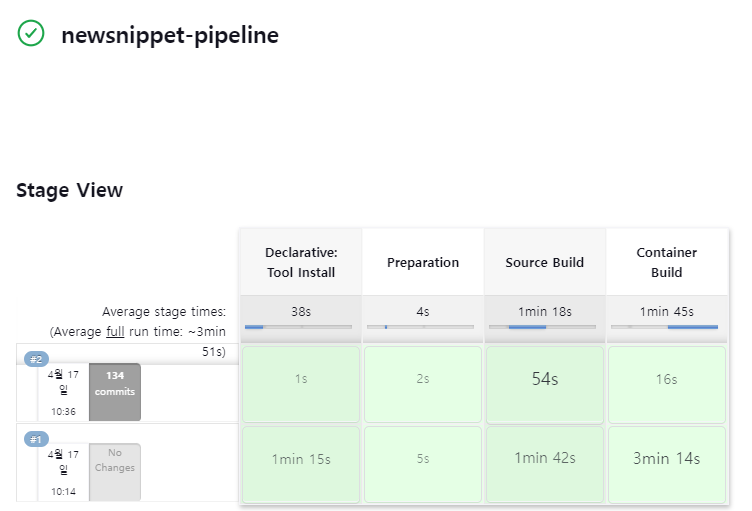 newsnippet-pipeline
Stage View
Declarative:
Tool Install
Preparation
Source Build
Container
Build
Average stage times:
(Average full run time: ~3min
51s)
38s
4s
1min 18s
1min 45s
#2
4월 17
일
10:36
134
commits
1s
2s
54s
16s
#1
4월 17
일
10:14
No
Changes
1min 15s
5s
1min 42s
3min 14s